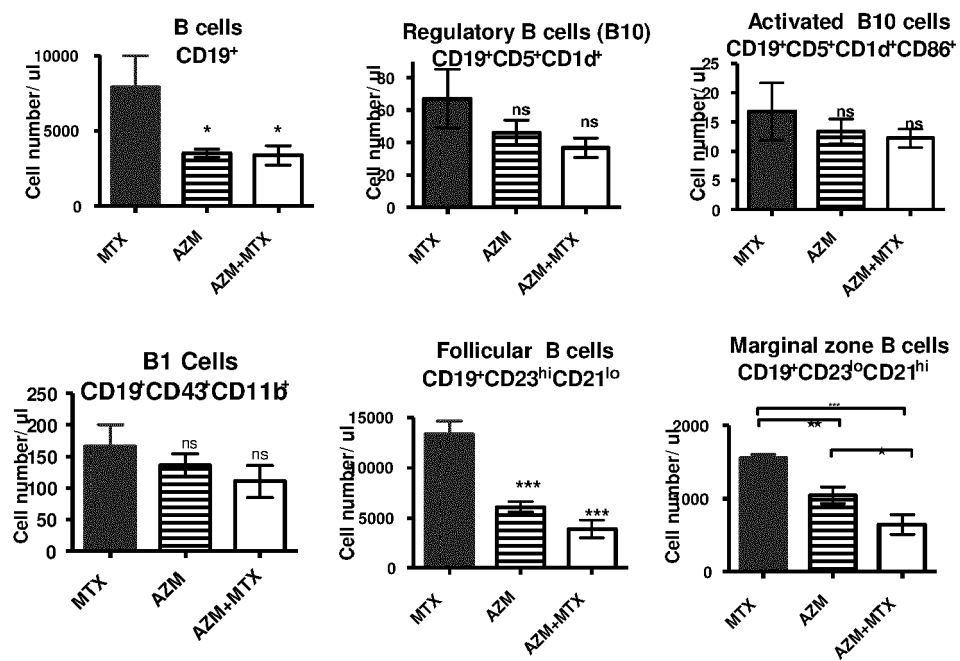 B cells
CD19+
Cell number/ ul
10000
5000
0
*
*
MTX
AZM
AZM+MTX
Regulatory B cells (B10)
CD19+CD5+CD1d+
Cell number/ ul
80
60
40
20
0
ns
ns
MTX
AZM
AZM+MTX
Activated B10 cells
CD19+CD5+CD1d+CD86+
Cell number/ ul
25
20
15
10
5
0
ns
ns
MTX
AZM
AZM+MTX
B1 Cells
CD19+CD43+CD11b+
Cell number/ ul
250
200
150
100
50
0
ns
ns
MTX
AZM
AZM+MTX
Follicular B cells
CD19+CD23hiCD21lo
Cell number/ ul
15000
10000
5000
0
***
***
MTX
AZM
AZM+MTX
Marginal zone B cells
CD19+CD23loCD21hi
Cell number/ ul
2000
1000
0
***
**
*
MTX
AZM
AZM+MTX